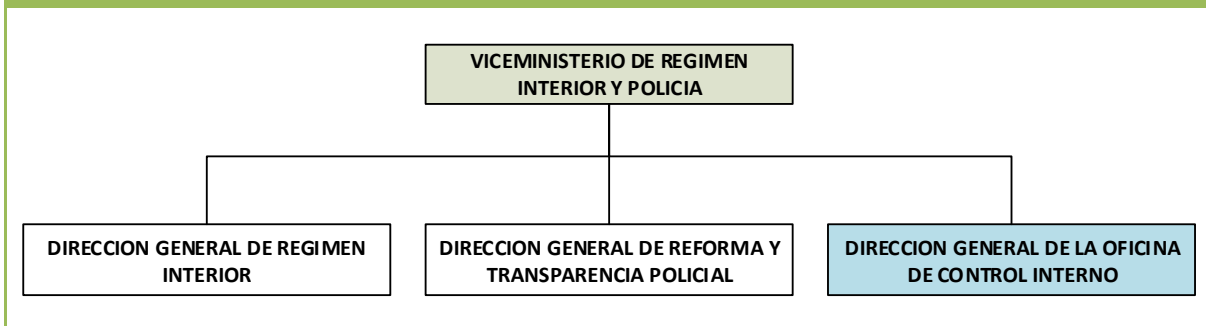 VICEMINISTERIO DE REGIMEN
INTERIOR Y POLICIA
DIRECCION GENERAL DE REGIMEN
INTERIOR
DIRECCION GENERAL DE REFORMA Y
TRANSPARENCIA POLICIAL
DIRECCION GENERAL DE LA OFICINA
DE CONTROL INTERNO